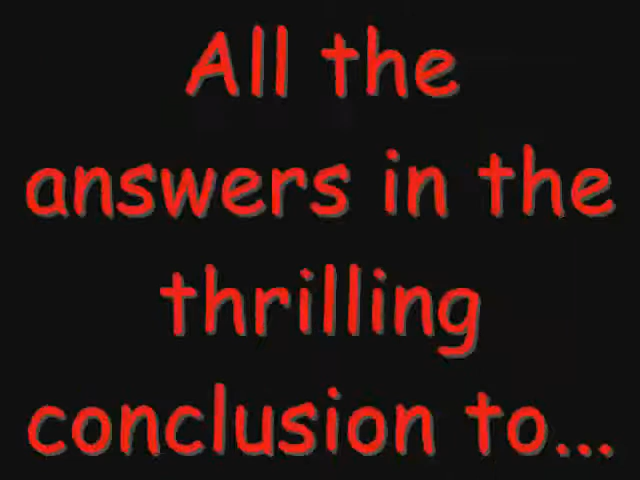 All the
answers in the
thrilling
conclusion to...